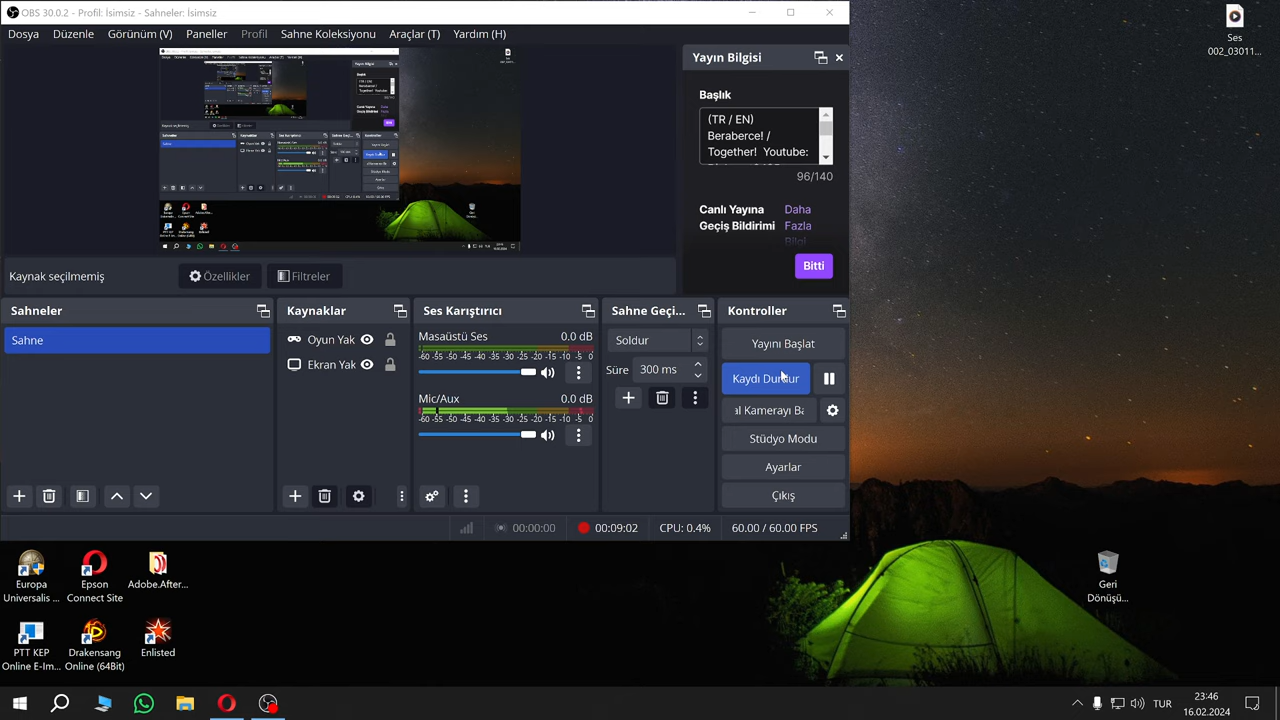 OBS 30.0.2 - Profil: İsimsiz - Sahneler: İsimsiz
Dosya Düzenle Görünüm (V) Paneller Profil Sahne Koleksiyonu Araçlar (T) Yardım (H)
Ses
002_03011...
Yayın Bilgisi
Başlık
(TR / EN)
Beraberce! /
Together! Youtube:
96/140
Canlı Yayına
Geçiş Bildirimi
Daha
Fazla
Bilgi
Bitti
Kaynak seçilmemiş
Özellikler
Filtreler
Sahneler
Sahne
Kaynaklar
Oyun Yak
Ekran Yak
Ses Karıştırıcı
Masaüstü Ses 0.0 dB
-60 -55 -50 -45 -40 -35 -30 -25 -20 -15 -10 -5 0
Mic/Aux 0.0 dB
-60 -55 -50 -45 -40 -35 -30 -25 -20 -15 -10 -5 0
Sahne Geçi...
Soldur
Süre 300 ms
Kontroller
Yayını Başlat
Kaydı Durdur
al Kamerayı Ba
Stüdyo Modu
Ayarlar
Çıkış
00:00:00 00:09:02 CPU: 0.4% 60.00 / 60.00 FPS
Europa
Universalis ...
Epson
Connect Site
Adobe.After...
Geri
Dönüşü...
PTT KEP
Online E-Im...
Drakensang
Online (64Bit)
Enlisted
TUR
23:46
16.02.2024